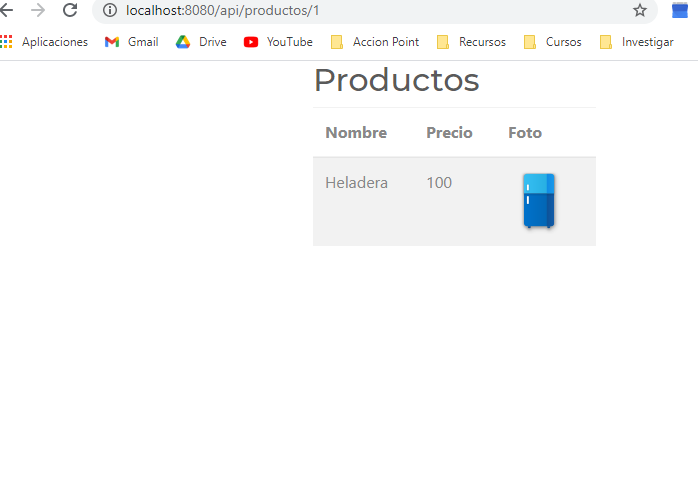 localhost:8080/api/productos/1
Aplicaciones Gmail Drive YouTube Accion Point Recursos Cursos Investigar
Productos
Nombre Precio Foto
Heladera 100